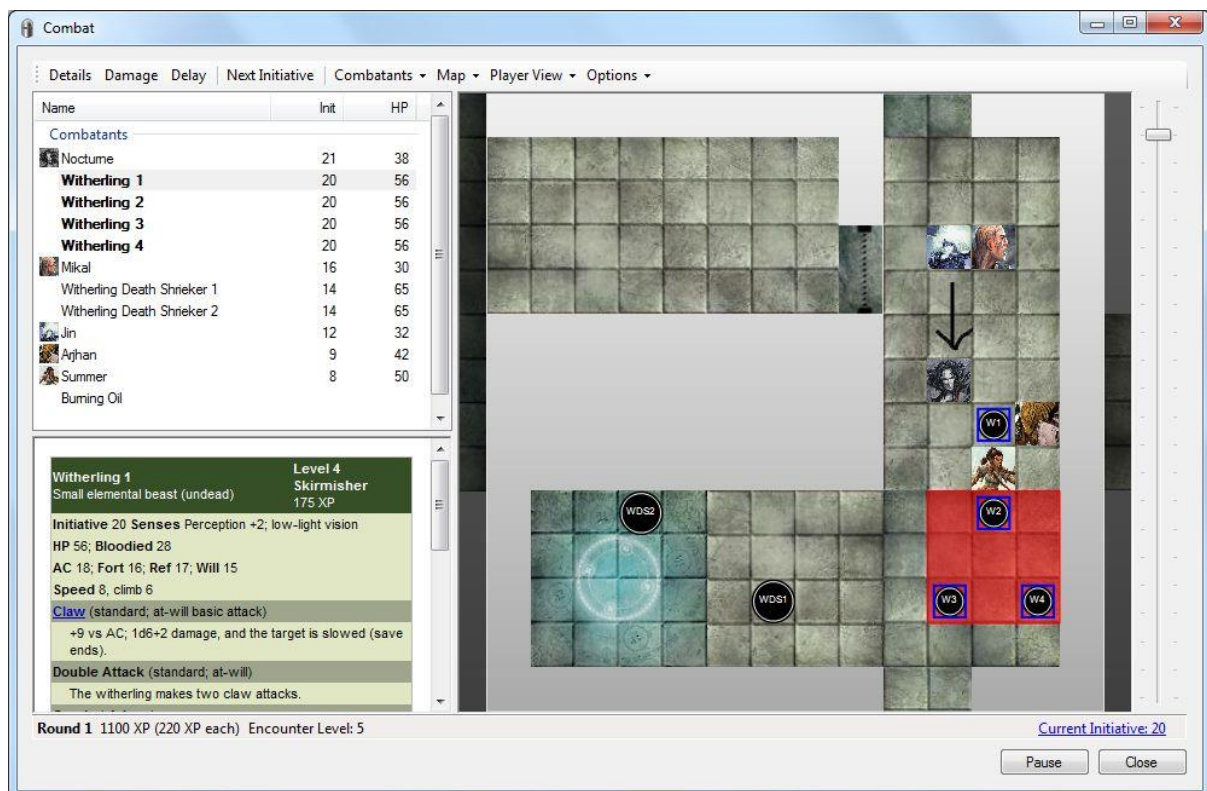 Combat
Details Damage Delay Next Initiative Combatants Map Player View Options
Name Init HP
Combatants
Nocturne 21 38
Witherling 1 20 56
Witherling 2 20 56
Witherling 3 20 56
Witherling 4 20 56
Mikal 16 30
Witherling Death Shrieker 1 14 65
Witherling Death Shrieker 2 14 65
Jin 12 32
Arjhan 9 42
Summer 8 50
Burning Oil
W1
W2
WDS2
WDS1
W3
W4
Witherling 1
Small elemental beast (undead)
Level 4
Skirmisher
175 XP
Initiative 20 Senses Perception +2; low-light vision
HP 56; Bloodied 28
AC 18; Fort 16; Ref 17; Will 15
Speed 8, climb 6
Claw (standard; at-will basic attack)
+9 vs AC; 1d6+2 damage, and the target is slowed (save
ends).
Double Attack (standard; at-will)
The witherling makes two claw attacks.
Round 1 1100 XP (220 XP each) Encounter Level: 5
Current Initiative: 20
Pause Close